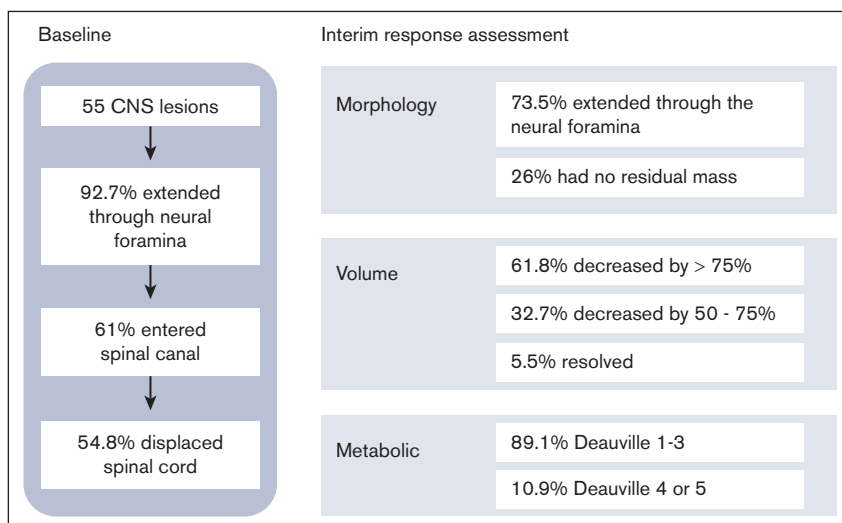 Baseline
55 CNS lesions
92.7% extended
through neural
foramina
61% entered
spinal canal
54.8% displaced
spinal cord
Interim response assessment
Morphology
73.5% extended through the
neural foramina
26% had no residual mass
Volume
61.8% decreased by > 75%
32.7% decreased by 50 - 75%
5.5% resolved
Metabolic
89.1% Deauville 1-3
10.9% Deauville 4 or 5